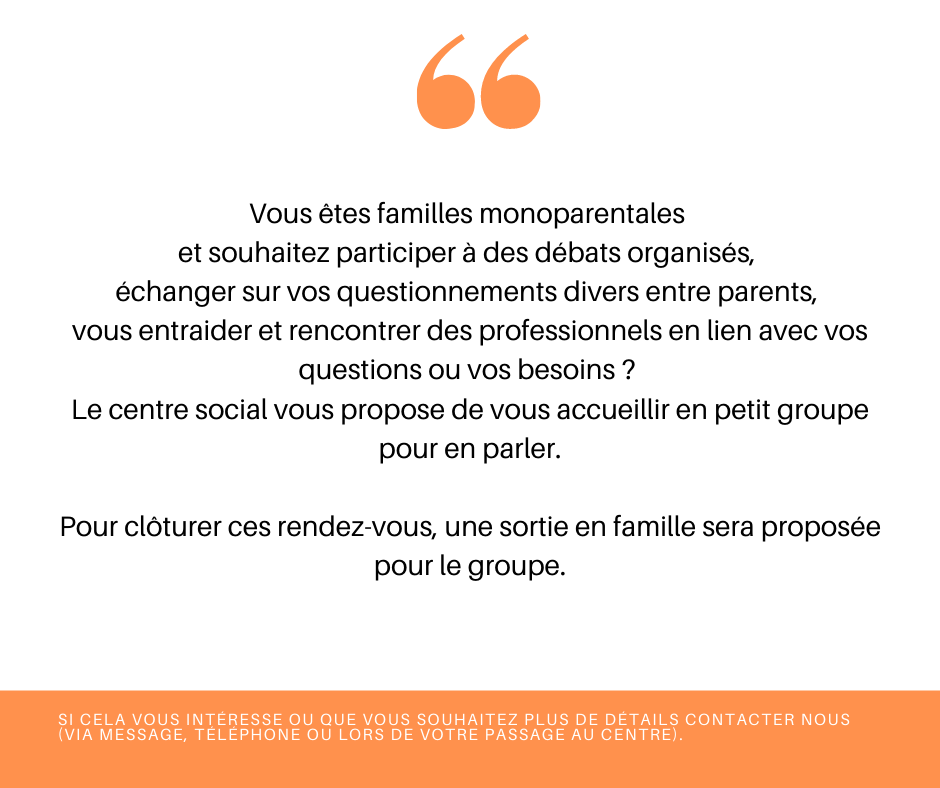 Vous êtes familles monoparentales
et souhaitez participer à des débats organisés,
échanger sur vos questionnements divers entre parents,
vous entraider et rencontrer des professionnels en lien avec vos
questions ou vos besoins ?
Le centre social vous propose de vous accueillir en petit groupe
pour en parler.
Pour clôturer ces rendez-vous, une sortie en famille sera proposée
pour le groupe.
SI CELA VOUS INTÉRESSE OU QUE VOUS SOUHAITEZ PLUS DE DÉTAILS CONTACTER NOUS
(VIA MESSAGE, TÉLÉPHONE OU LORS DE VOTRE PASSAGE AU CENTRE).